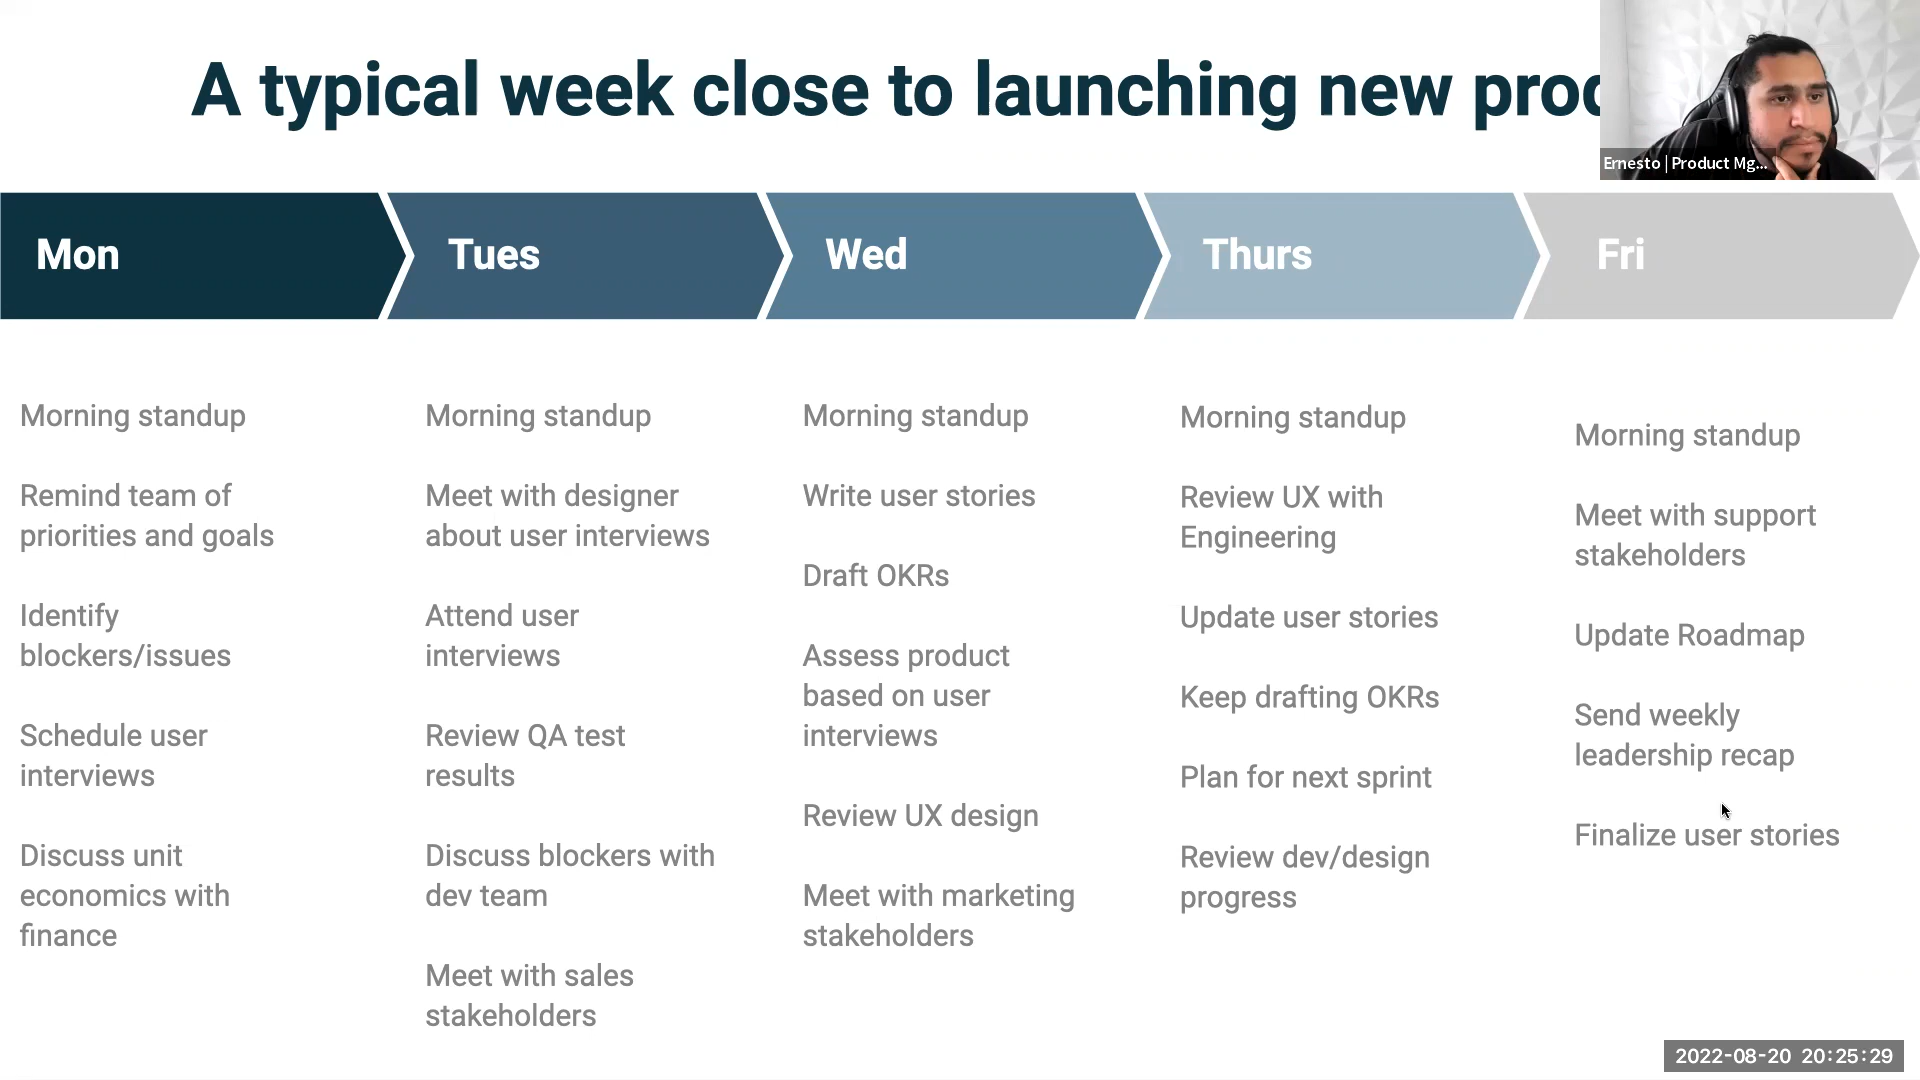 A typical week close to launching new
Ernesto | Product Mg...
Mon
Tues
Wed
Thurs
Fri
Morning standup
Remind team of
priorities and goals
Identify
blockers/issues
Schedule user
interviews
Discuss unit
economics with
finance
Morning standup
Meet with designer
about user interviews
Attend user
interviews
Review QA test
results
Discuss blockers with
dev team
Meet with sales
stakeholders
Morning standup
Write user stories
Draft OKRs
Assess product
based on user
interviews
Review UX design
Meet with marketing
stakeholders
Morning standup
Review UX with
Engineering
Update user stories
Keep drafting OKRs
Plan for next sprint
Review dev/design
progress
Morning standup
Meet with support
stakeholders
Update Roadmap
Send weekly
leadership recap
Finalize user stories
2022-08-20 20:25:29